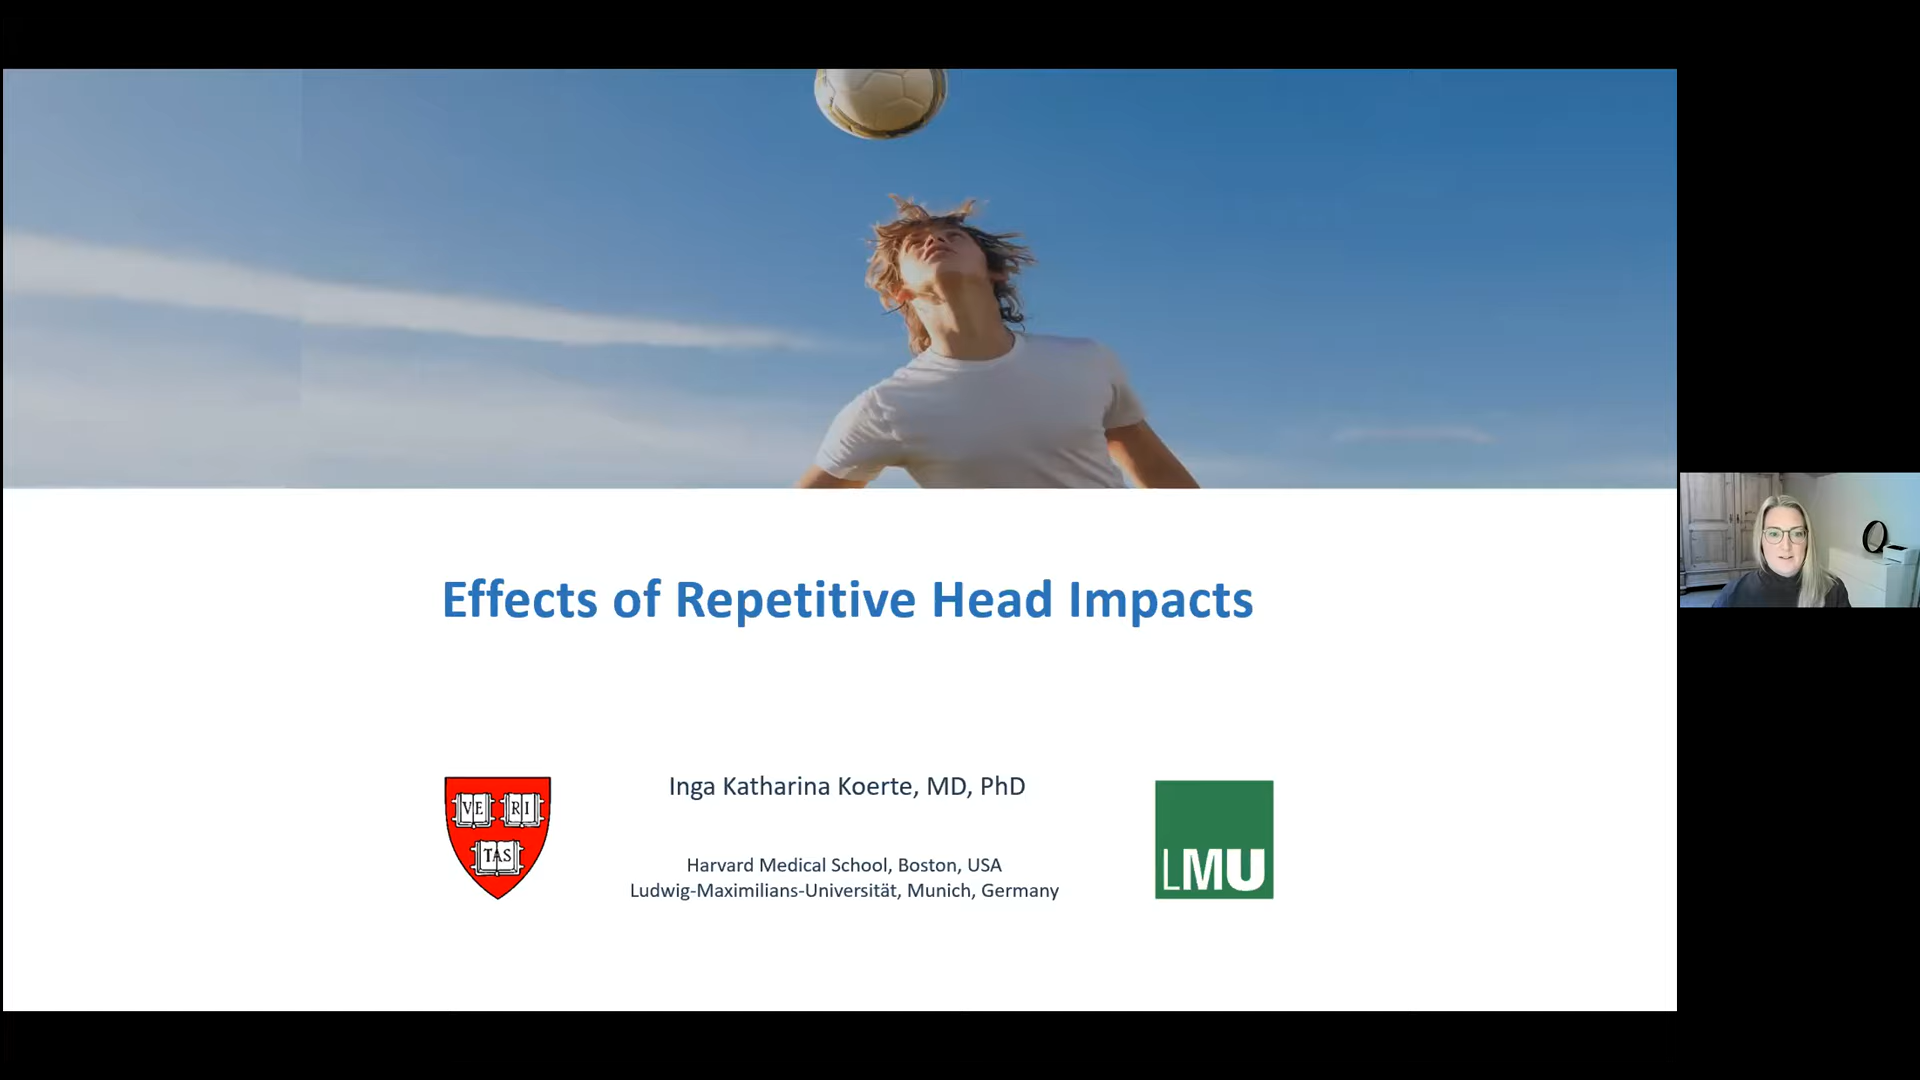 Effects of Repetitive Head Impacts
Inga Katharina Koerte, MD, PhD
VE RI
TAS
Harvard Medical School, Boston, USA
Ludwig-Maximilians-Universität, Munich, Germany
LMU